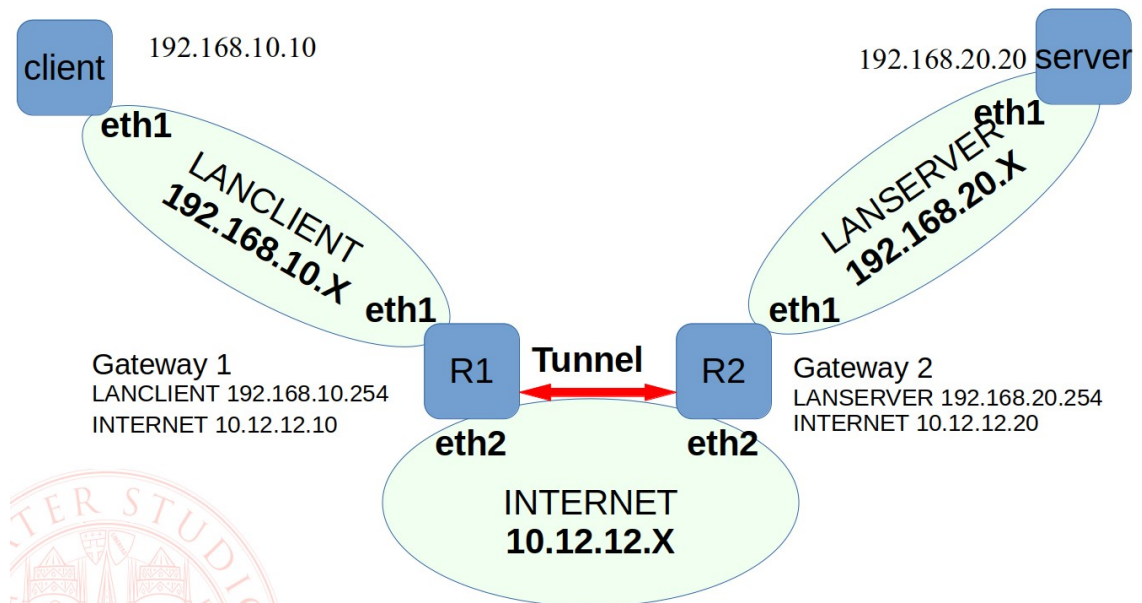 client
192.168.10.10
192.168.20.20
server
eth1
eth1
LANCLIENT
192.168.10.X
LANSERVER
192.168.20.X
eth1
eth1
Gateway 1
LANCLIENT 192.168.10.254
INTERNET 10.12.12.10
R1
Tunnel
R2
Gateway 2
LANSERVER 192.168.20.254
INTERNET 10.12.12.20
eth2
eth2
INTERNET
10.12.12.X
TER STUDIO